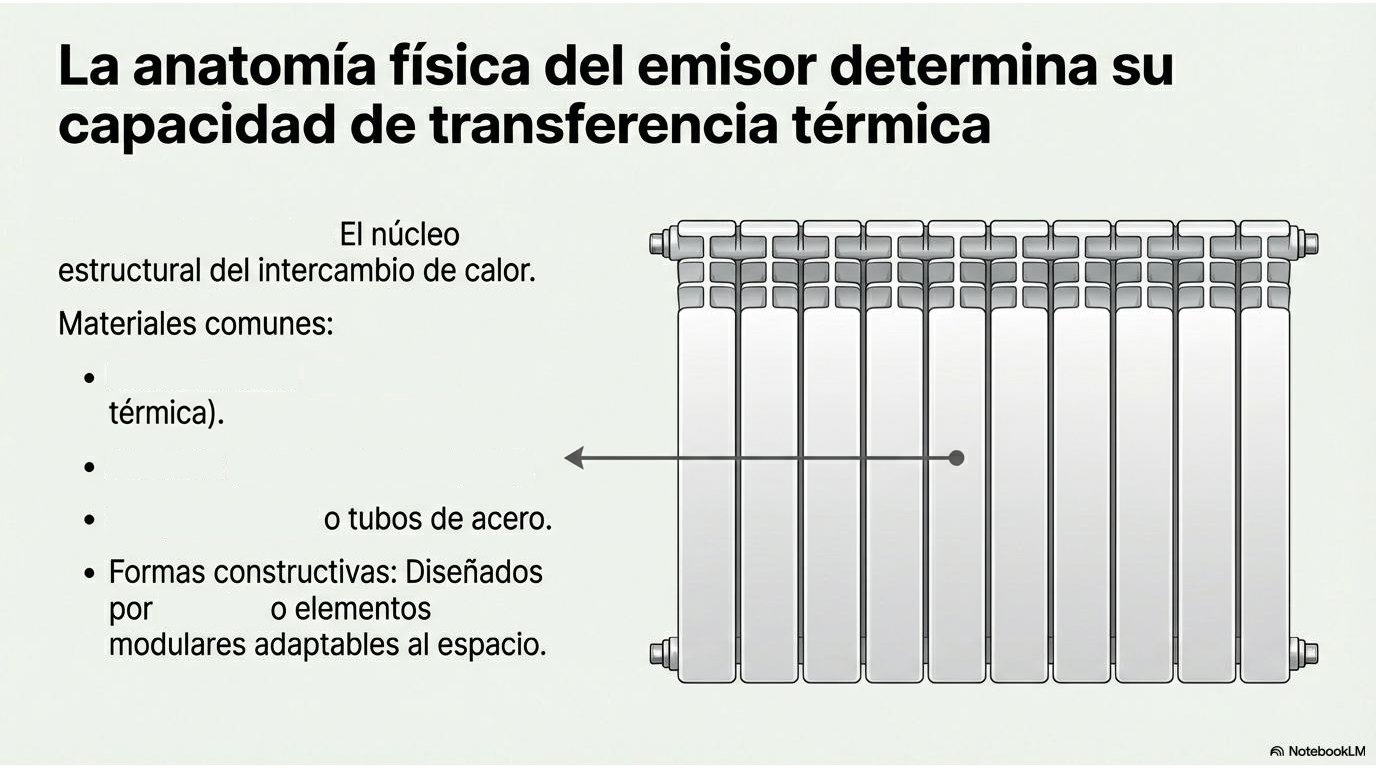 La anatomía física del emisor determina su
capacidad de transferencia térmica
El núcleo
estructural del intercambio de calor.
Materiales comunes:
•
térmica).
•
• o tubos de acero.
• Formas constructivas: Diseñados
por o elementos
modulares adaptables al espacio.
NotebookLM